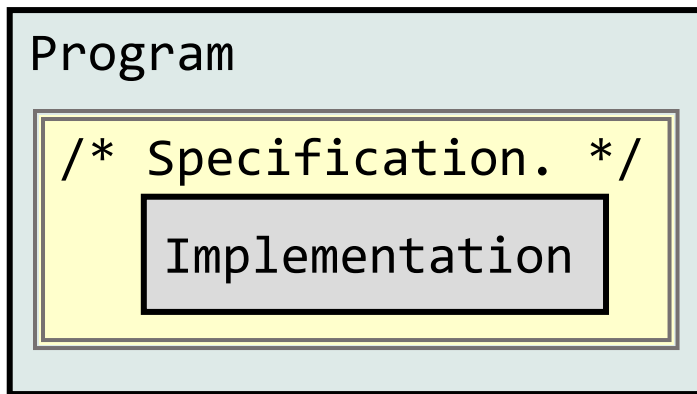 Program
/* Specification. */
Implementation